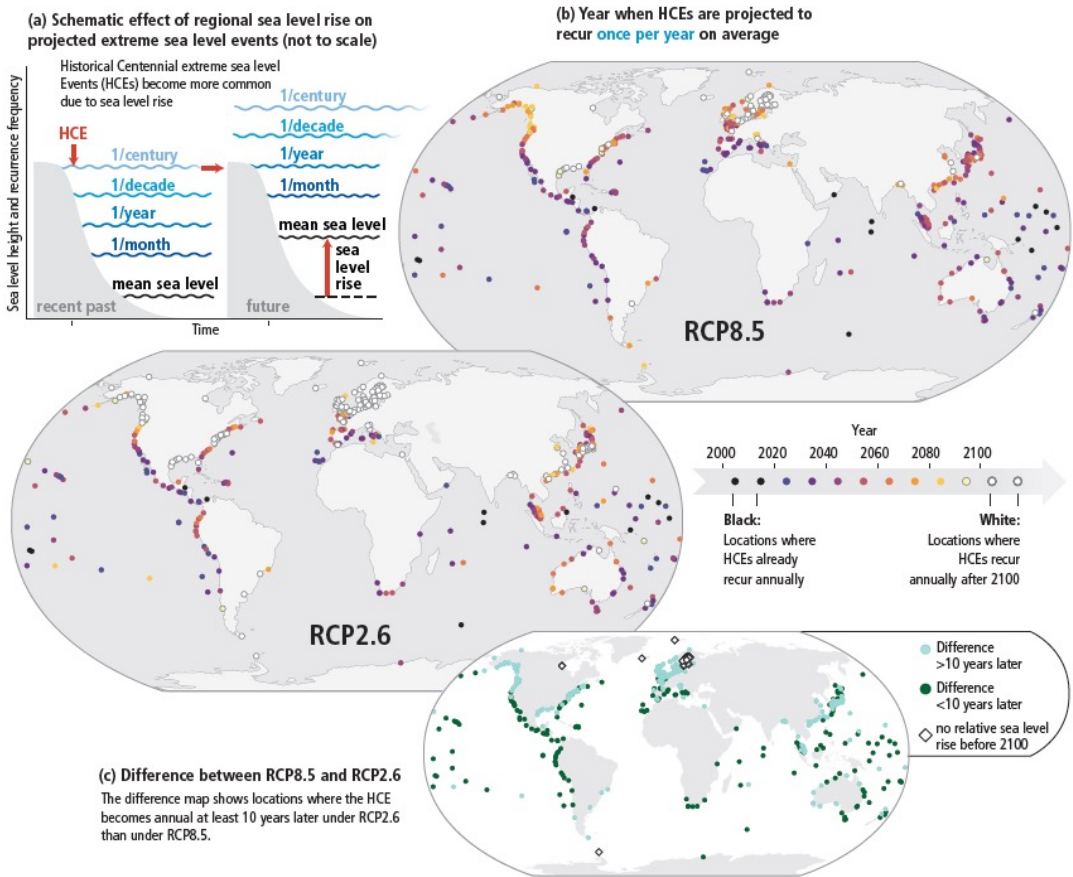 (a) Schematic effect of regional sea level rise on
projected extreme sea level events (not to scale)
Historical Centennial extreme sea level
Events (HCEs) become more common
due to sea level rise
Sea level height and recurrence frequency
HCE
1/century
1/decade
1/year
1/month
mean sea level
recent past
1/century
1/decade
1/year
1/month
mean sea level
sea
level
rise
future
Time
(b) Year when HCEs are projected to
recur once per year on average
RCP8.5
RCP2.6
Year
2000 2020 2040 2060 2080 2100
Black:
Locations where
HCEs already
recur annually
White:
Locations where
HCEs recur
annually after 2100
(c) Difference between RCP8.5 and RCP2.6
The difference map shows locations where the HCE
becomes annual at least 10 years later under RCP2.6
than under RCP8.5.
Difference
>10 years later
Difference
<10 years later
no relative sea level
rise before 2100